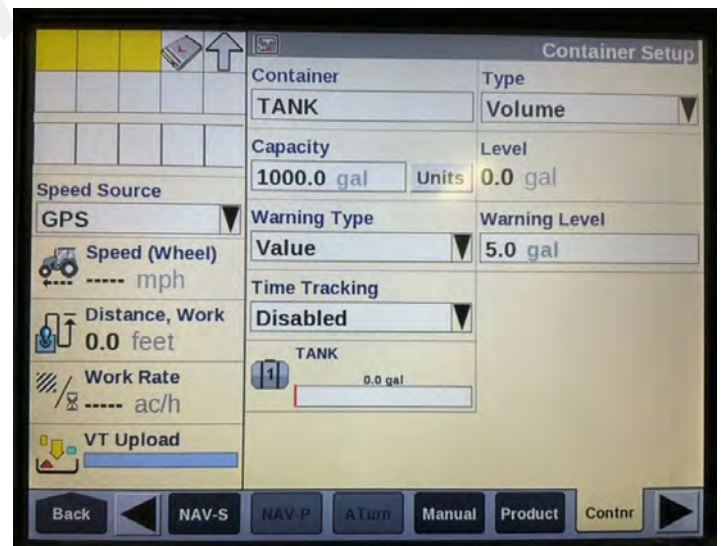 Container Setup
Speed Source
GPS
Speed (Wheel)
----- mph
Distance, Work
0.0 feet
Work Rate
----- ac/h
VT Upload
Container
TANK
Type
Volume
Capacity
1000.0 gal
Units
Level
0.0 gal
Warning Type
Value
Warning Level
5.0 gal
Time Tracking
Disabled
TANK
1
0.0 gal
Back
NAV-S
NAV-P
ATurn
Manual
Product
Contnr